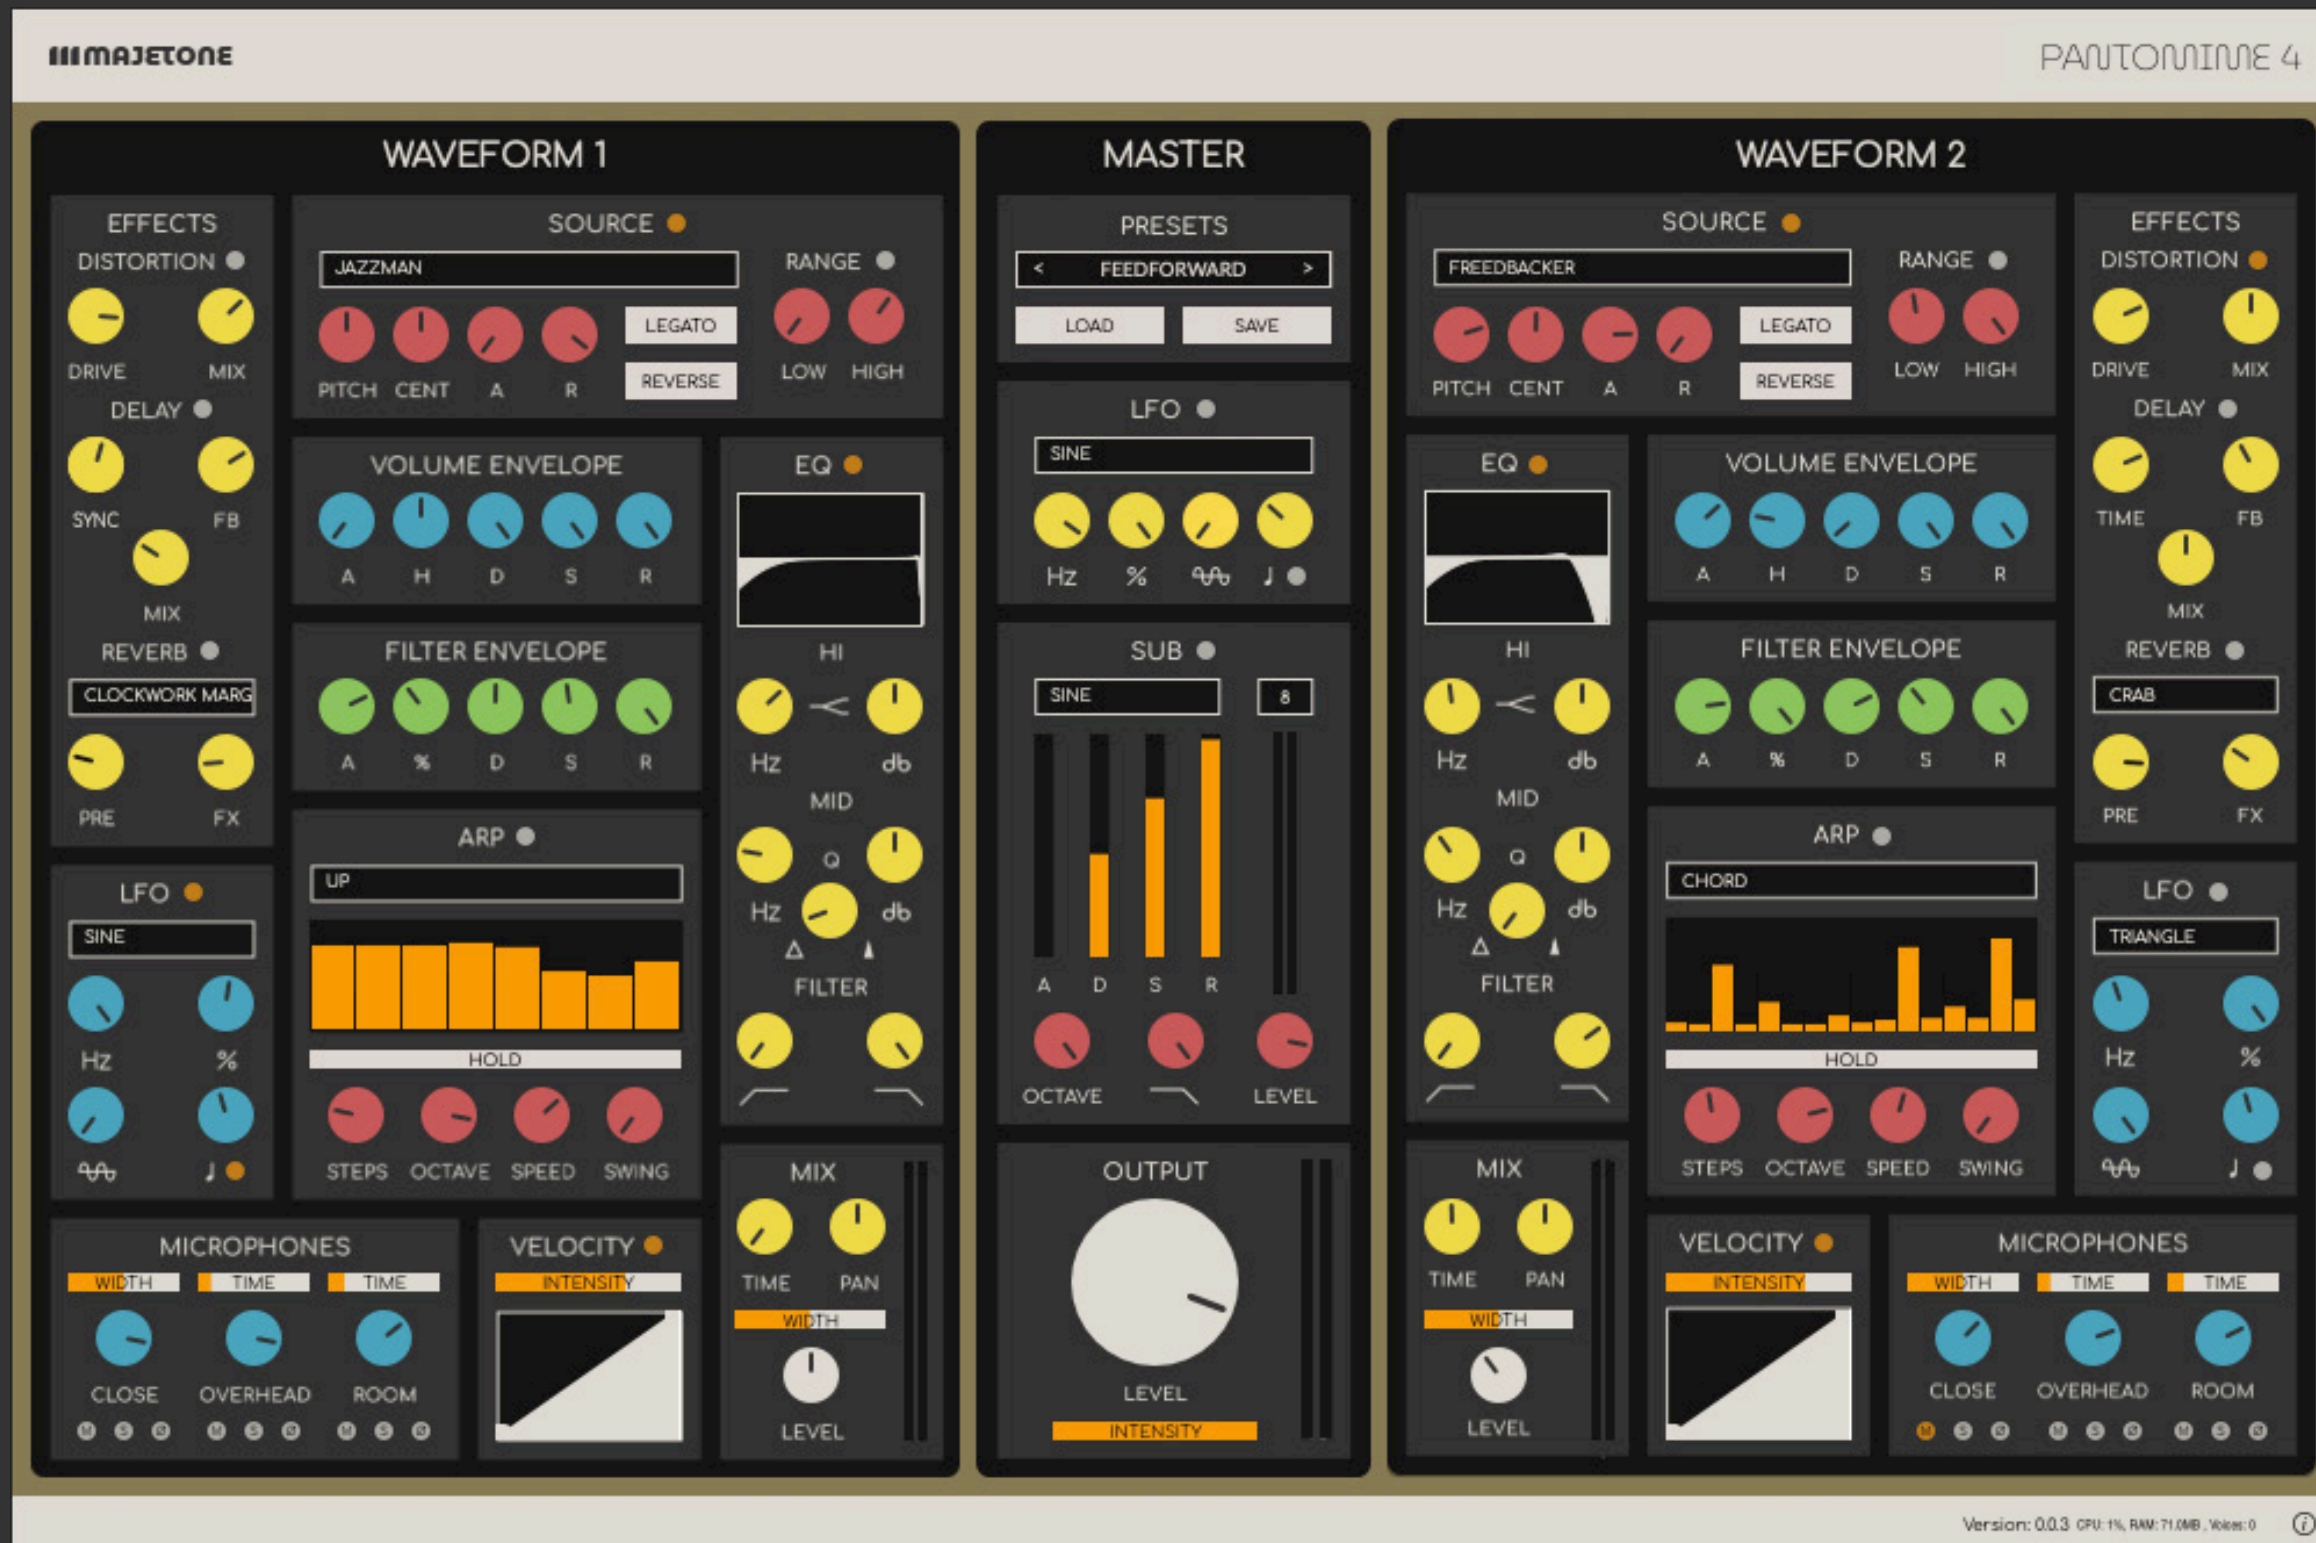 MAJETONE
PANTOMIME 4
WAVEFORM 1
EFFECTS
DISTORTION
DRIVE MIX
DELAY
SYNC FB
MIX
REVERB
CLOCKWORK MARG
PRE FX
LFO
SINE
Hz %
SOURCE
JAZZMAN
PITCH CENT A R
LEGATO
REVERSE
RANGE
LOW HIGH
VOLUME ENVELOPE
A H D S R
FILTER ENVELOPE
A % D S R
ARP
UP
HOLD
STEPS OCTAVE SPEED SWING
EQ
HI
Hz db
MID
Q
Hz db
FILTER
MICROPHONES
WIDTH TIME TIME
CLOSE OVERHEAD ROOM
M S Ø M S Ø M S Ø
VELOCITY
INTENSITY
MIX
TIME PAN
WIDTH
LEVEL
MASTER
PRESETS
< FEEDFORWARD >
LOAD SAVE
LFO
SINE
Hz %
SUB
SINE 8
A D S R
OCTAVE LEVEL
OUTPUT
LEVEL
INTENSITY
WAVEFORM 2
SOURCE
FREEDBACKER
PITCH CENT A R
LEGATO
REVERSE
RANGE
LOW HIGH
EQ
HI
Hz db
MID
Q
Hz db
FILTER
VOLUME ENVELOPE
A H D S R
FILTER ENVELOPE
A % D S R
ARP
CHORD
HOLD
STEPS OCTAVE SPEED SWING
EFFECTS
DISTORTION
DRIVE MIX
DELAY
TIME FB
MIX
REVERB
CRAB
PRE FX
LFO
TRIANGLE
Hz %
MIX
TIME PAN
WIDTH
LEVEL
VELOCITY
INTENSITY
MICROPHONES
WIDTH TIME TIME
CLOSE OVERHEAD ROOM
M S Ø M S Ø M S Ø
Version: 0.0.3 CPU: 1%, RAM: 71.0MB , Voices: 0 i